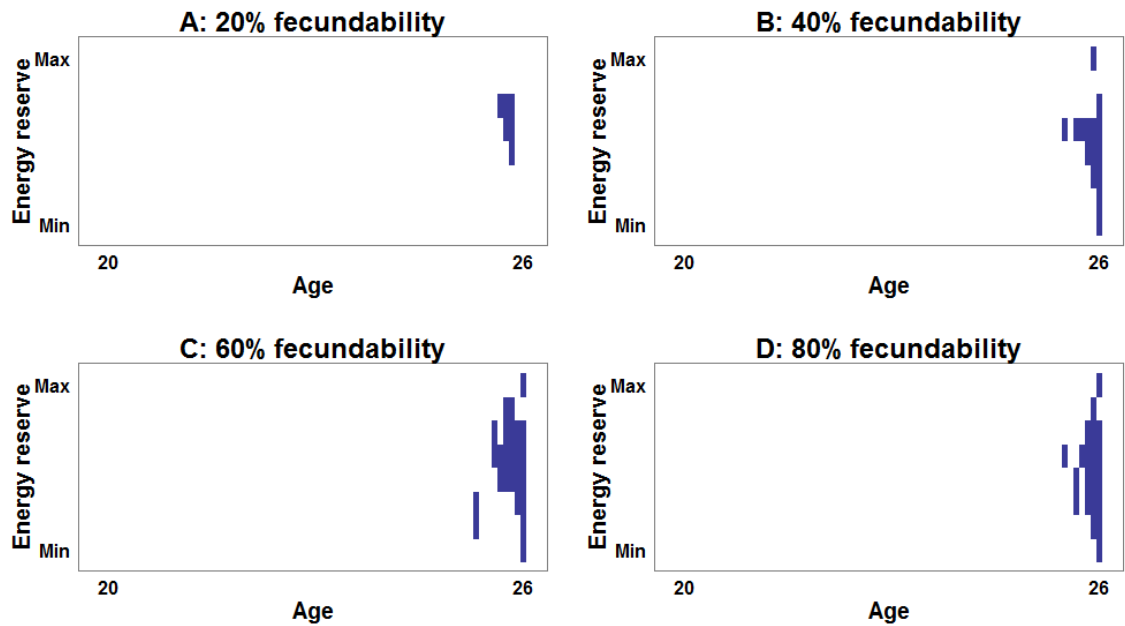 A: 20% fecundability
Energy reserve
Max
Min
20
26
Age
B: 40% fecundability
Energy reserve
Max
Min
20
26
Age
C: 60% fecundability
Energy reserve
Max
Min
20
26
Age
D: 80% fecundability
Energy reserve
Max
Min
20
26
Age